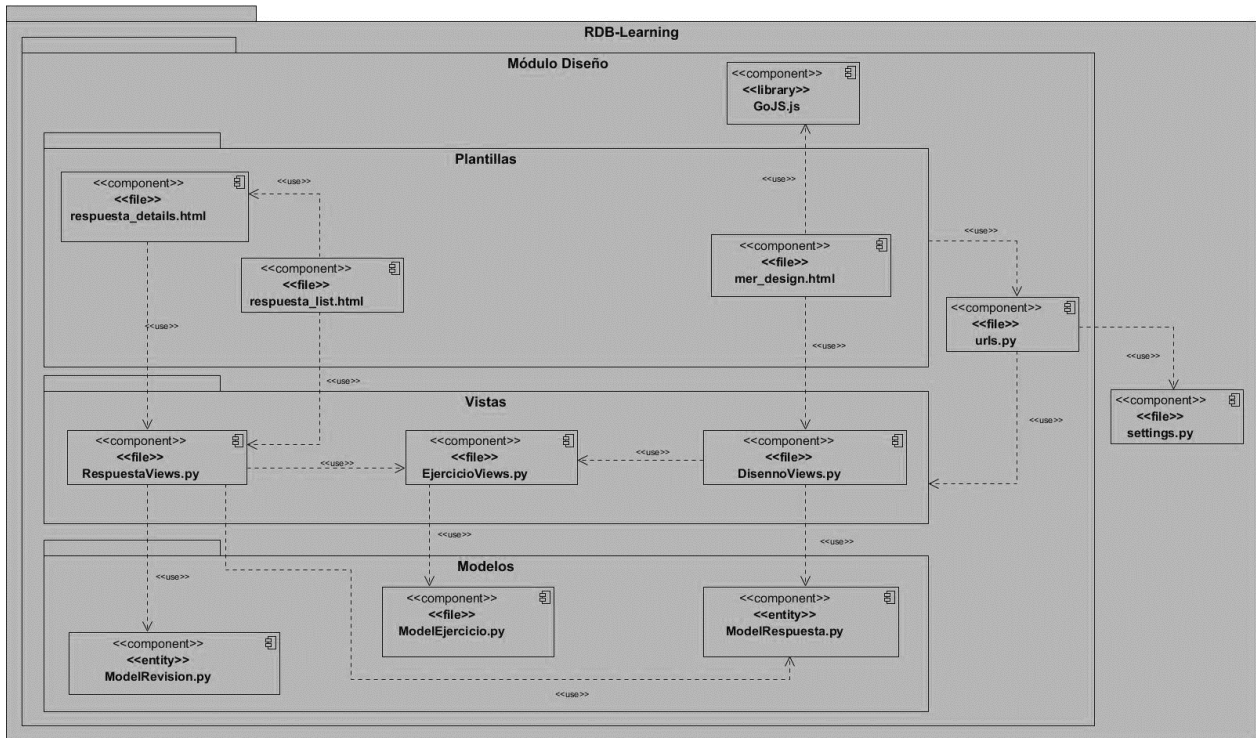 RDB-Learning
Módulo Diseño
<<component>>
<<library>>
GoJS.js
Plantillas
<<component>>
<<file>>
respuesta_details.html
<<use>>
<<use>>
<<component>>
<<file>>
respuesta_list.html
<<component>>
<<file>>
mer_design.html
<<use>>
<<component>>
<<file>>
urls.py
<<use>>
<<use>>
<<use>>
<<component>>
<<file>>
settings.py
<<use>>
<<use>>
Vistas
<<component>>
<<file>>
RespuestaViews.py
<<use>>
<<component>>
<<file>>
EjercicioViews.py
<<use>>
<<component>>
<<file>>
DisennoViews.py
<<use>>
<<use>>
Modelos
<<use>>
<<component>>
<<file>>
ModelEjercicio.py
<<component>>
<<entity>>
ModelRespuesta.py
<<component>>
<<entity>>
ModelRevision.py
<<use>>